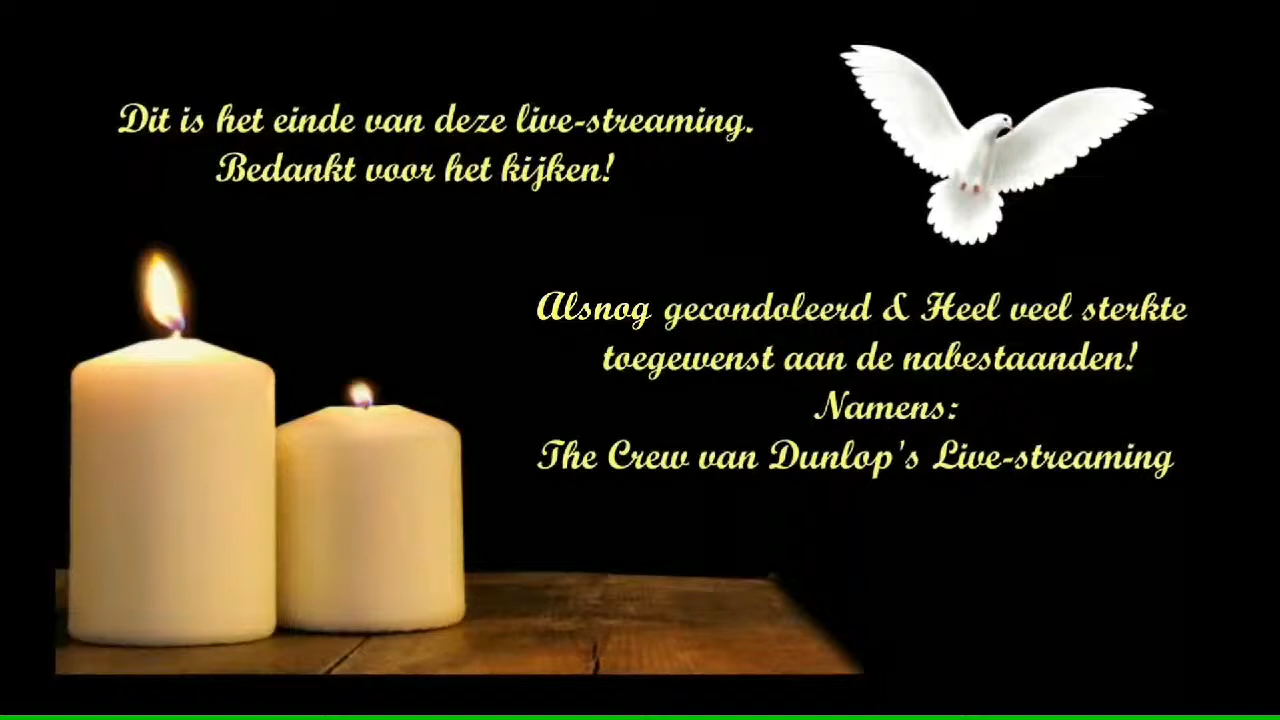 Dit is het einde van deze live-streaming.
Bedankt voor het kijken!
Alsnog gecondoleerd & Heel veel sterkte
toegewenst aan de nabestaanden!
Namens:
The Crew van Dunlop's Live-streaming